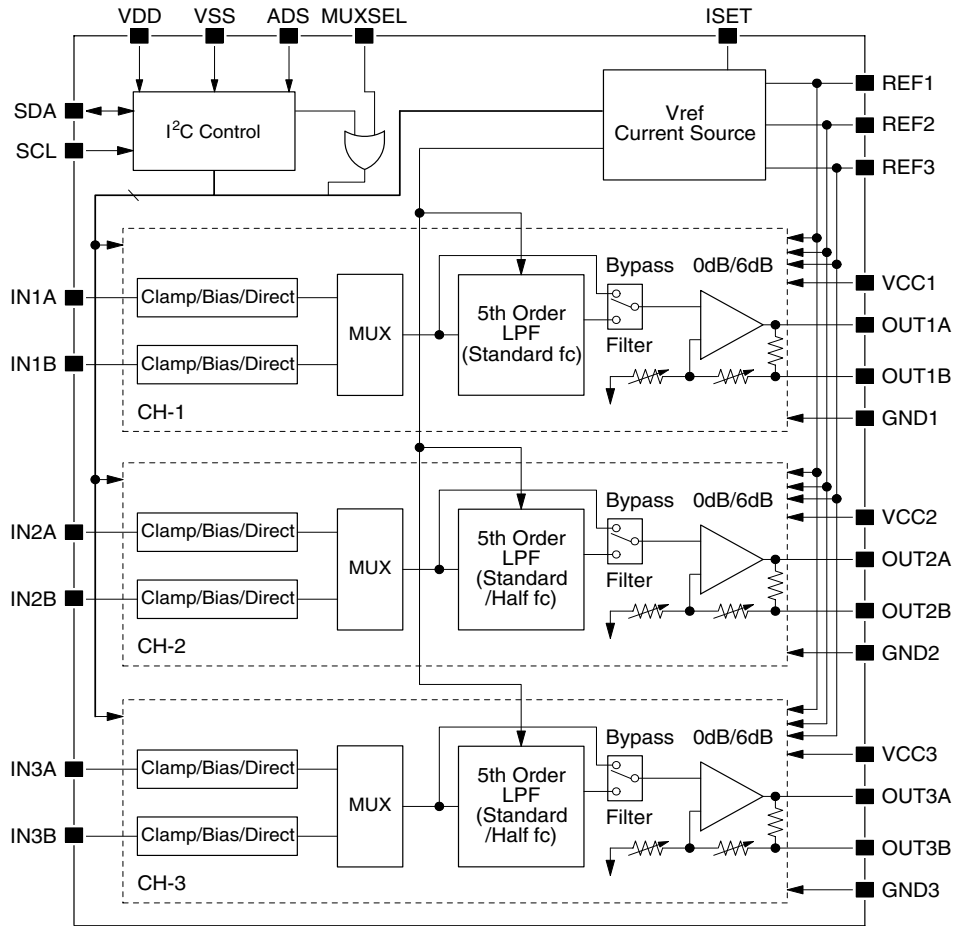 VDD
VSS
ADS
MUXSEL
ISET
SDA
SCL
I²C Control
Vref
Current Source
REF1
REF2
REF3
IN1A
IN1B
Clamp/Bias/Direct
Clamp/Bias/Direct
MUX
5th Order
LPF
(Standard fc)
Bypass
0dB/6dB
Filter
CH-1
VCC1
OUT1A
OUT1B
GND1
IN2A
IN2B
Clamp/Bias/Direct
Clamp/Bias/Direct
MUX
5th Order
LPF
(Standard
/Half fc)
Bypass
0dB/6dB
Filter
CH-2
VCC2
OUT2A
OUT2B
GND2
IN3A
IN3B
Clamp/Bias/Direct
Clamp/Bias/Direct
MUX
5th Order
LPF
(Standard
/Half fc)
Bypass
0dB/6dB
Filter
CH-3
VCC3
OUT3A
OUT3B
GND3